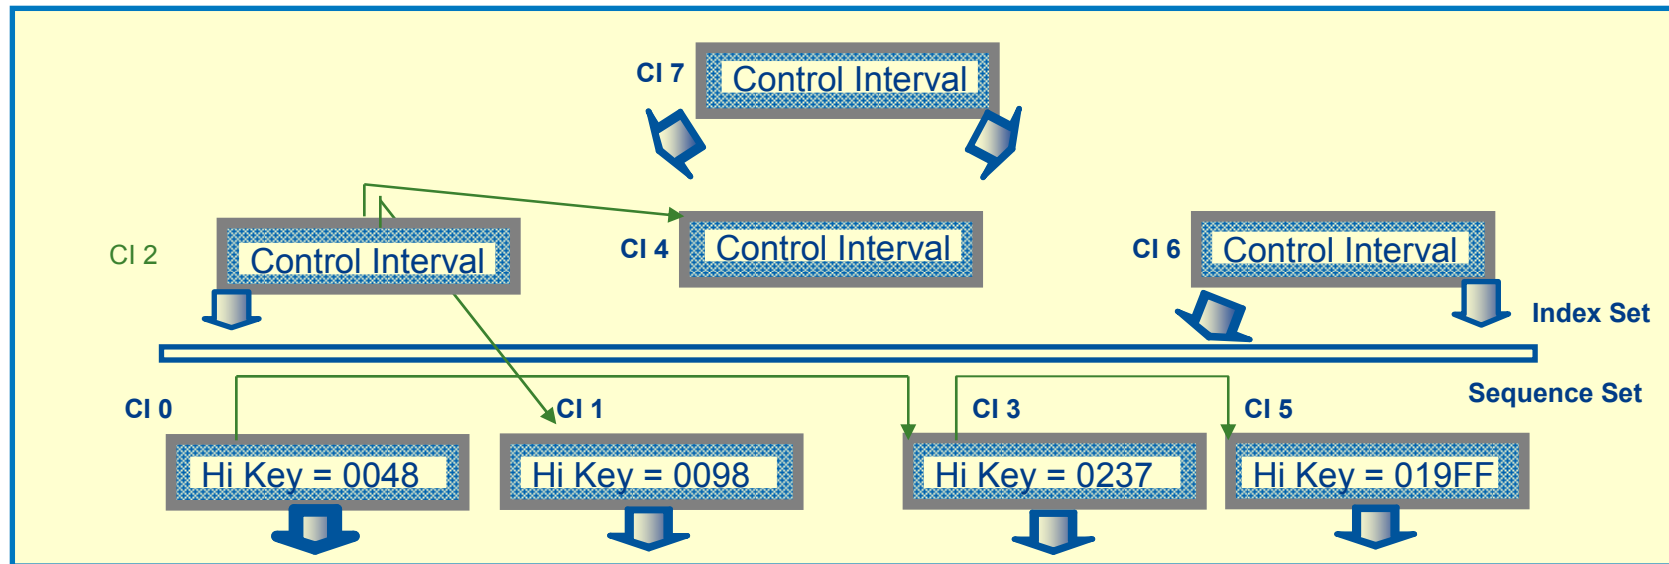 CI 7
Control Interval
CI 2
Control Interval
CI 4
Control Interval
CI 6
Control Interval
Index Set
Sequence Set
CI 0
CI 1
CI 3
CI 5
Hi Key = 0048
Hi Key = 0098
Hi Key = 0237
Hi Key = 019FF